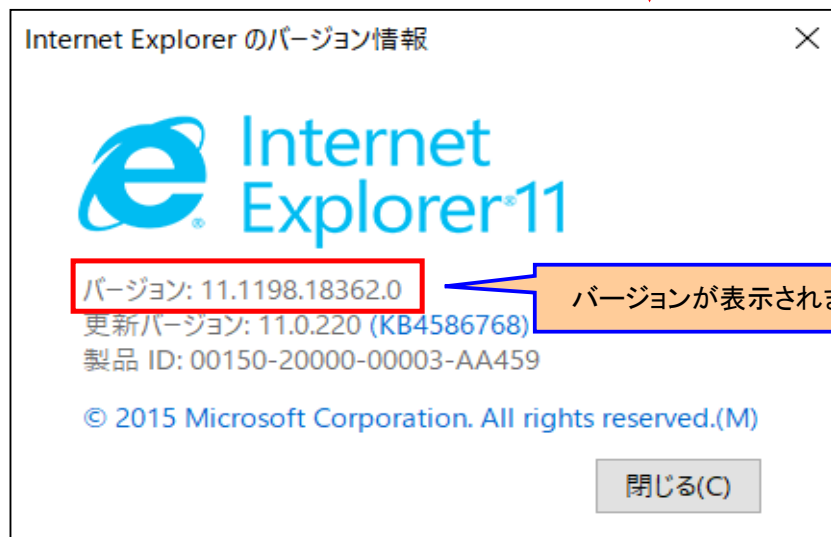 Internet Explorer のバージョン情報
Internet
Explorer®11
バージョン: 11.1198.18362.0
バージョンが表示されま
更新バージョン: 11.0.220 (KB4586768)
製品 ID: 00150-20000-00003-AA459
© 2015 Microsoft Corporation. All rights reserved.(M)
閉じる(C)